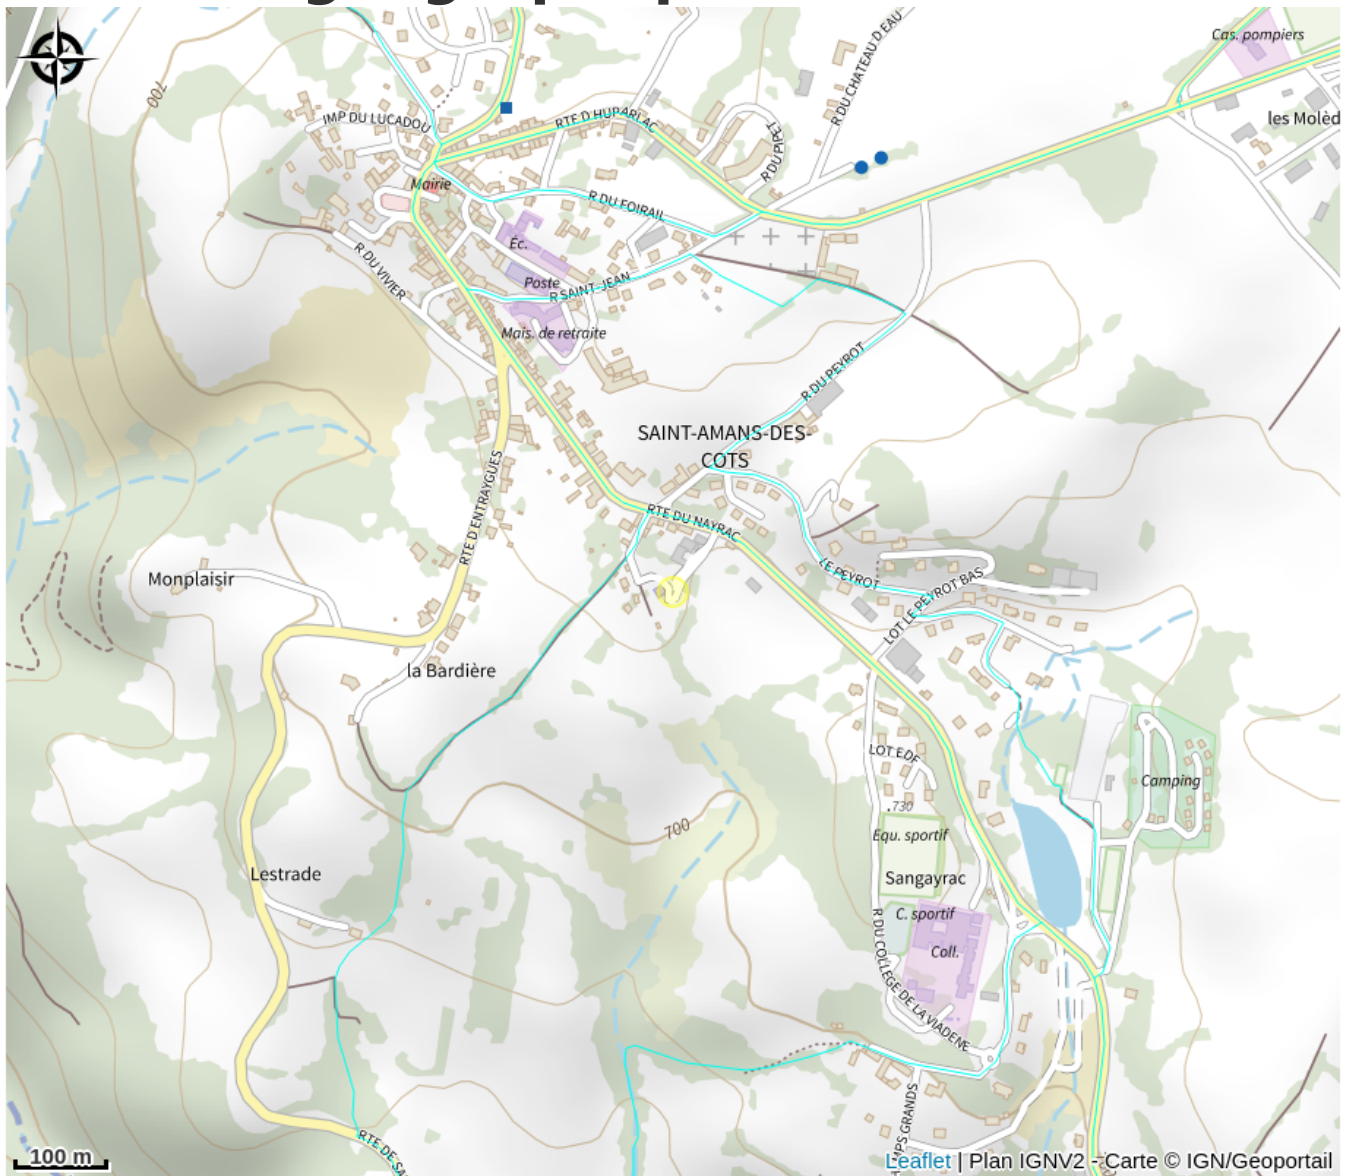 Cas. pompiers
R DU CHATEAU D EAU
700
IMP DU LUCADOU
RTE D HUPARLAC
les Molèd
R DU PIPET
Mairie
R DU FOIRAIL
Éc.
R DU VIVIER
Poste
R SAINT-JEAN
Mais. de retraite
R DU PEYROT
SAINT-AMANS-DES-
COTS
RTE D ENTRAYGUES
RTE DU NAYRAC
Monplaisir
LE PEYROT
LOT LE PEYROT BAS
la Bardière
LOT EDF
Camping
.730
700
Equ. sportif
Lestrade
Sangayrac
C. sportif
Coll.
R DU COLLEGE DE LA VIADENE
MPS GRANDS
RTE DE SA
100 m
Leaflet | Plan IGNV2 - Carte © IGN/Geoportail